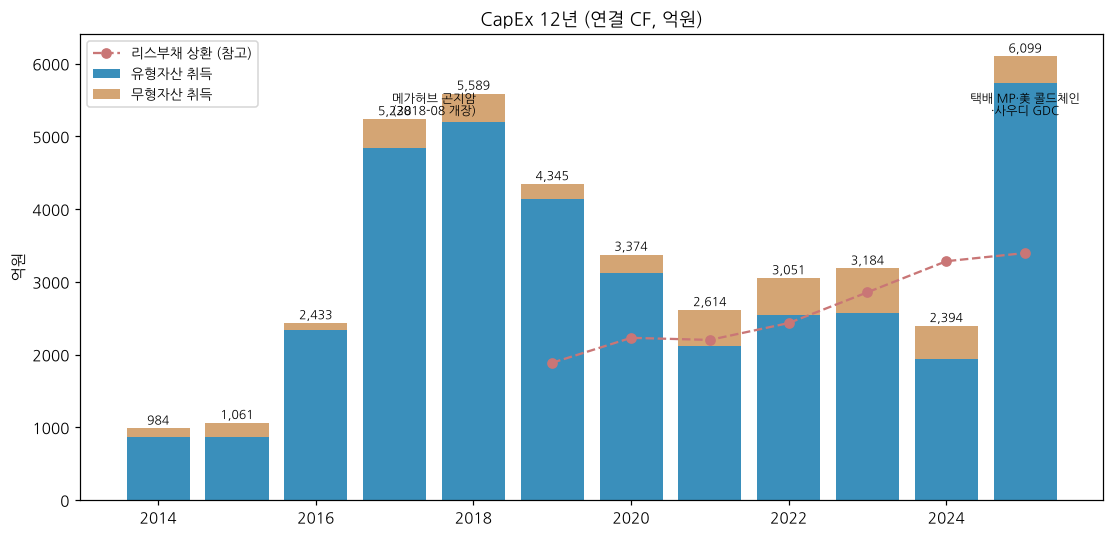 CapEx 12년 (연결 CF, 억원)
리스부채 상환 (참고)
유형자산 취득
무형자산 취득
억원
6000
5000
4000
3000
2000
1000
0
984
1,061
2,433
5,589
4,345
3,374
2,614
3,051
3,184
2,394
6,099
메가허브 곤지암
(2018-08 개장)
택배 MP·美 콜드체인
·사우디 GDC
2014
2016
2018
2020
2022
2024